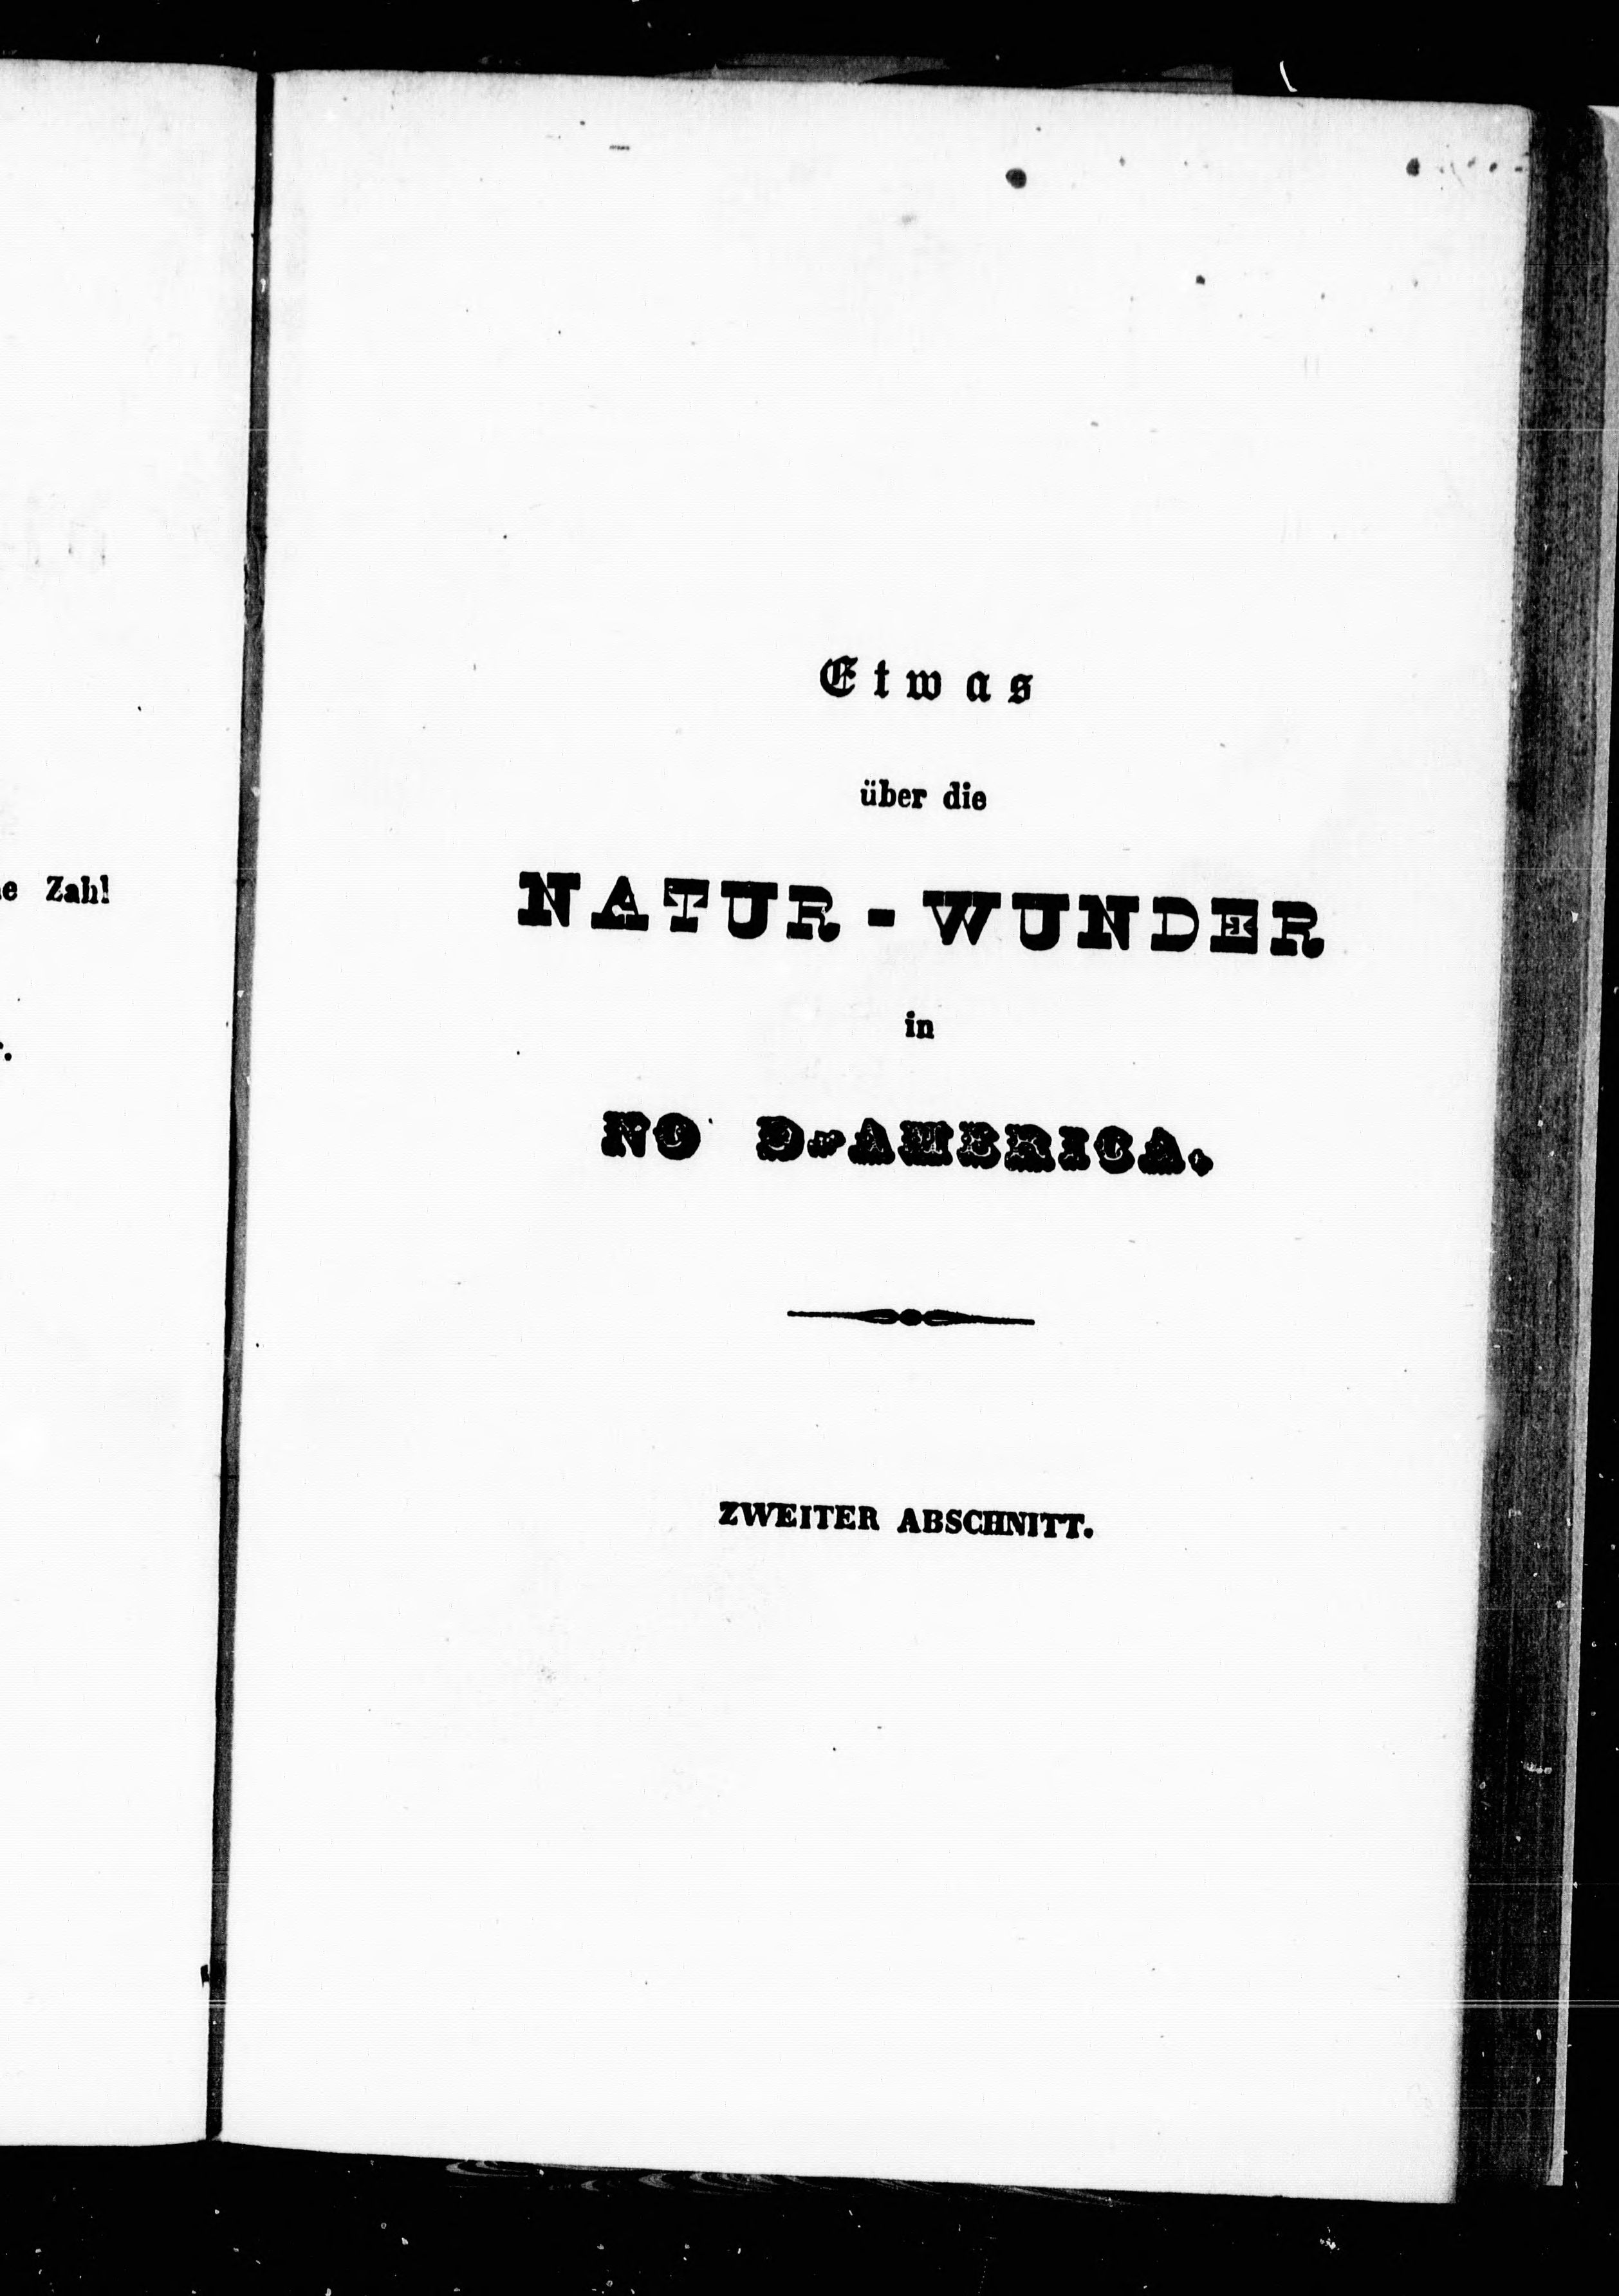 e Zahl
r.
Etwas
über die
NATUR-WUNDER
in
NO D-AMERICA.
ZWEITER ABSCHNITT.